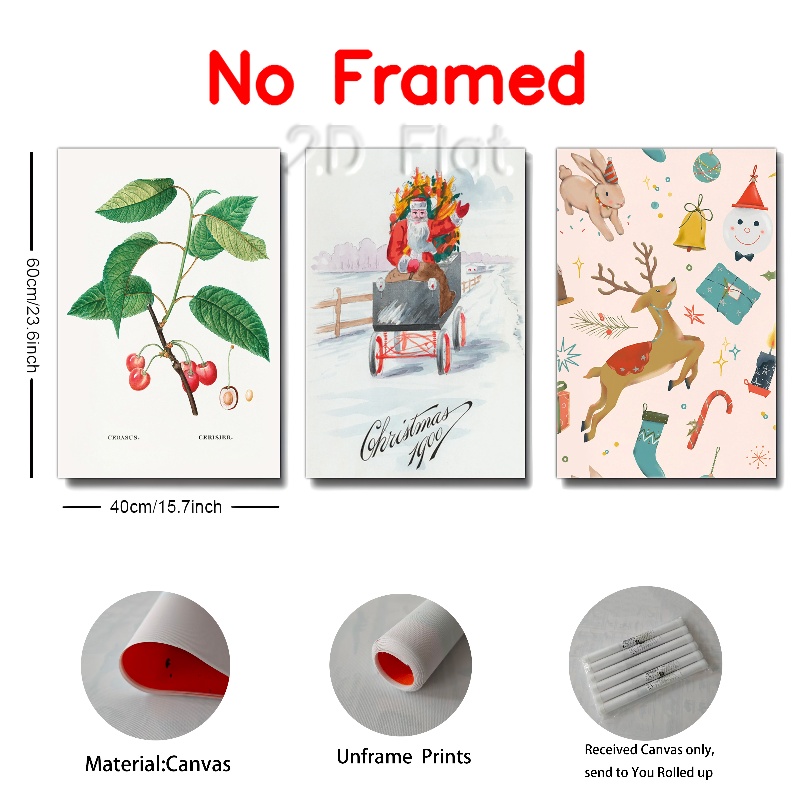 No Framed
2D Flat
60cm/23.6inch
CERASUS.
CERISIER.
Christmas
1900
40cm/15.7inch
Material:Canvas
Unframe Prints
Received Canvas only,
send to You Rolled up